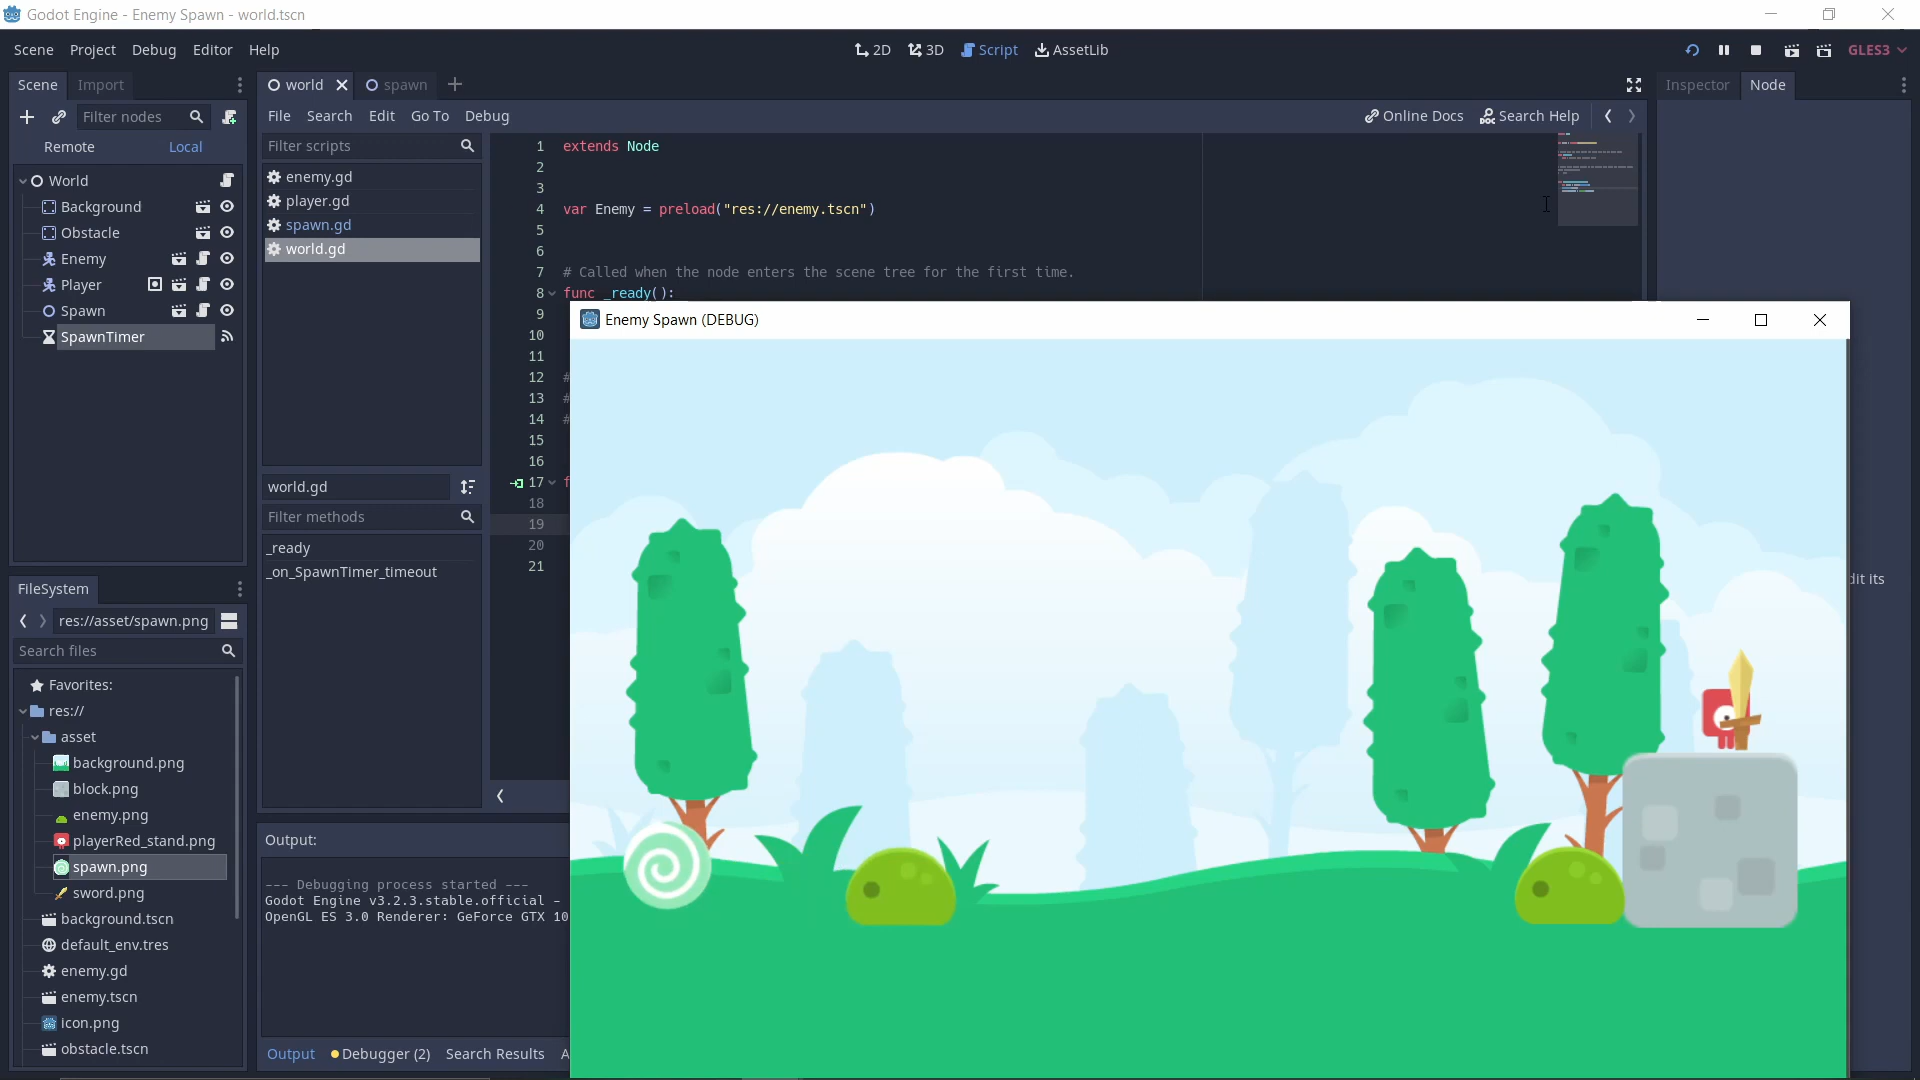 Godot Engine - Enemy Spawn - world.tscn
Scene Project Debug Editor Help
2D 3D Script AssetLib
GLES3
Scene Import
world spawn
Inspector Node
Filter nodes
File Search Edit Go To Debug
Online Docs Search Help
Remote Local
Filter scripts
World
Background
Obstacle
Enemy
Player
Spawn
SpawnTimer
enemy.gd
player.gd
spawn.gd
world.gd
world.gd
Filter methods
_ready
_on_SpawnTimer_timeout
1 extends Node
2
3
4 var Enemy = preload("res://enemy.tscn")
5
6
7 # Called when the node enters the scene tree for the first time.
8 func _ready():
9
10
11
12 #
13 #
14 #
15
16
17 f
18
19
20
21
Enemy Spawn (DEBUG)
dit its
FileSystem
res://asset/spawn.png
Search files
Favorites:
res://
asset
background.png
block.png
enemy.png
playerRed_stand.png
spawn.png
sword.png
background.tscn
default_env.tres
enemy.gd
enemy.tscn
icon.png
obstacle.tscn
Output:
--- Debugging process started ---
Godot Engine v3.2.3.stable.official -
OpenGL ES 3.0 Renderer: GeForce GTX 10
Output Debugger (2) Search Results A